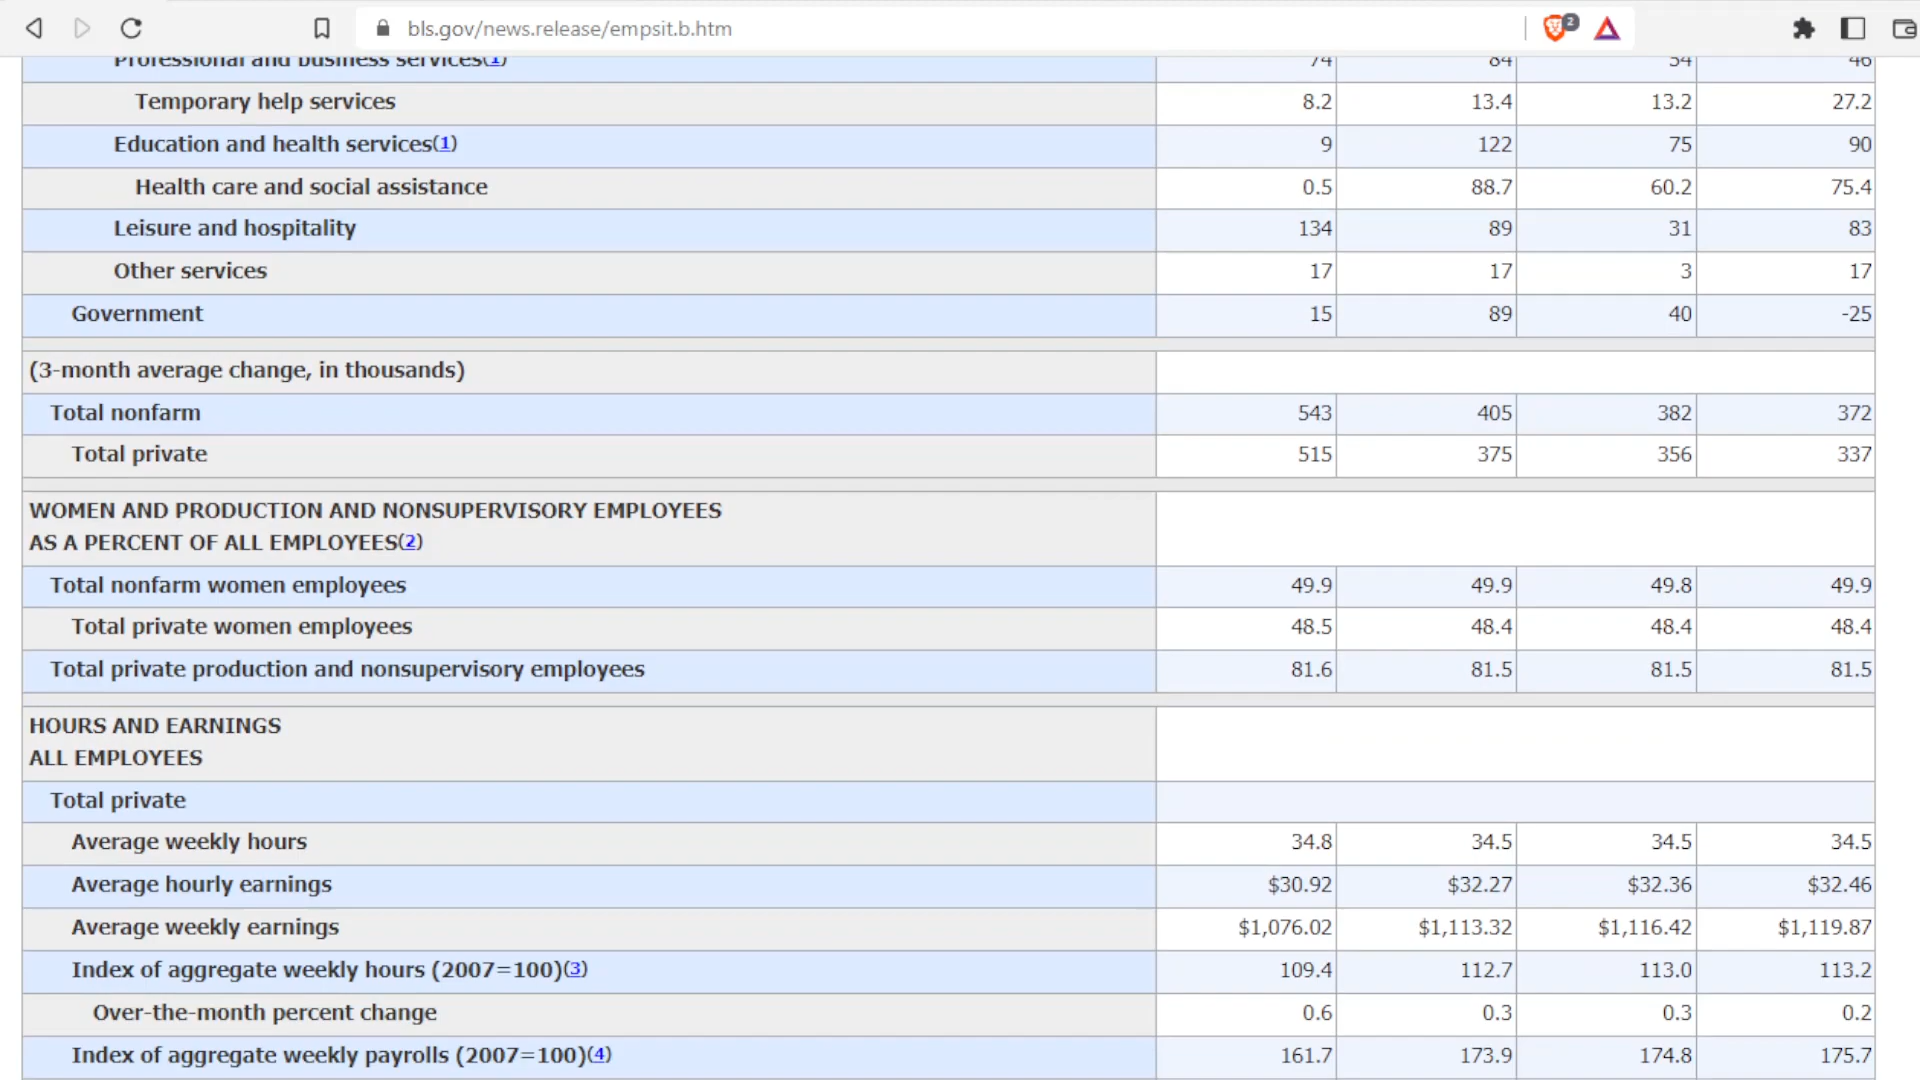 bls.gov/news.release/empsit.b.htm
2
Professional and business services(1) 74 84 54 46
Temporary help services 8.2 13.4 13.2 27.2
Education and health services(1) 9 122 75 90
Health care and social assistance 0.5 88.7 60.2 75.4
Leisure and hospitality 134 89 31 83
Other services 17 17 3 17
Government 15 89 40 -25
(3-month average change, in thousands)
Total nonfarm 543 405 382 372
Total private 515 375 356 337
WOMEN AND PRODUCTION AND NONSUPERVISORY EMPLOYEES
AS A PERCENT OF ALL EMPLOYEES(2)
Total nonfarm women employees 49.9 49.9 49.8 49.9
Total private women employees 48.5 48.4 48.4 48.4
Total private production and nonsupervisory employees 81.6 81.5 81.5 81.5
HOURS AND EARNINGS
ALL EMPLOYEES
Total private
Average weekly hours 34.8 34.5 34.5 34.5
Average hourly earnings $30.92 $32.27 $32.36 $32.46
Average weekly earnings $1,076.02 $1,113.32 $1,116.42 $1,119.87
Index of aggregate weekly hours (2007=100)(3) 109.4 112.7 113.0 113.2
Over-the-month percent change 0.6 0.3 0.3 0.2
Index of aggregate weekly payrolls (2007=100)(4) 161.7 173.9 174.8 175.7